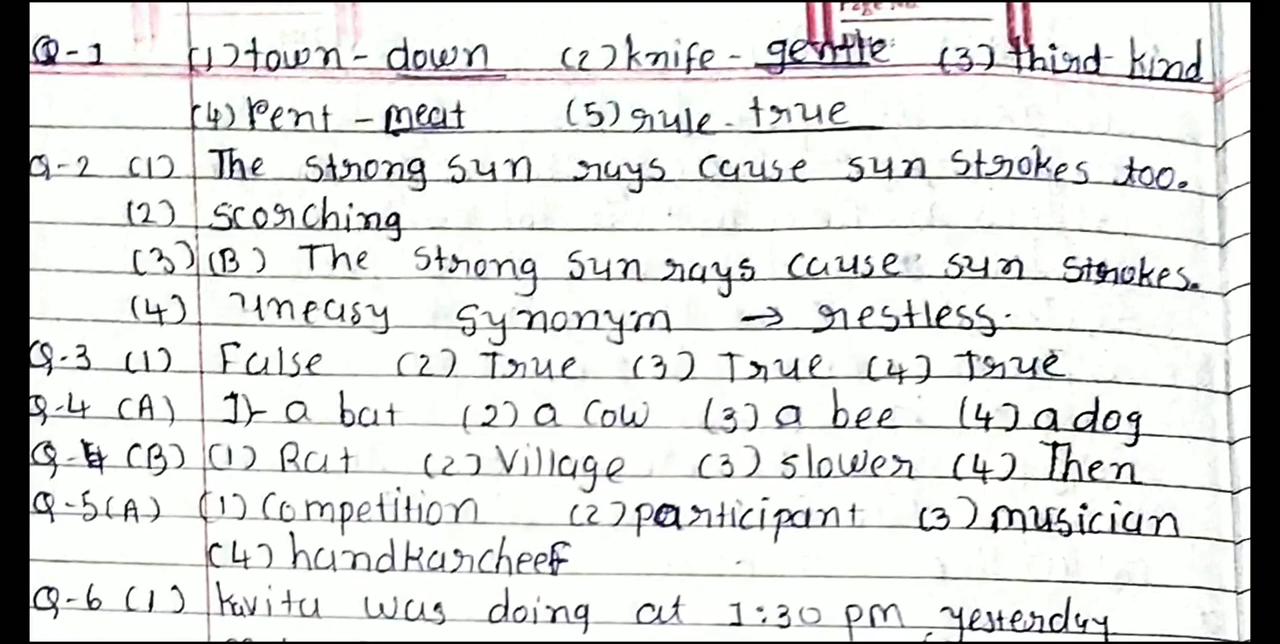 Page No.
Q-1 (1) town - down (2) knife - gentle (3) third - kind
(4) Pent - meat (5) rule - true
Q-2 (1) The strong sun rays cause sun strokes too.
(2) scorching
(3) (B) The strong sun rays cause sun strokes.
(4) uneasy synonym → restless.
Q-3 (1) False (2) True (3) True (4) True
Q-4 (A) 1) a bat (2) a cow (3) a bee (4) a dog
Q-4 (B) (1) Rat (2) Village (3) slower (4) Then
Q-5 (A) (1) Competition (2) participant (3) musician
(4) handkarcheef
Q-6 (1) Kavita was doing at 1:30 pm yesterday